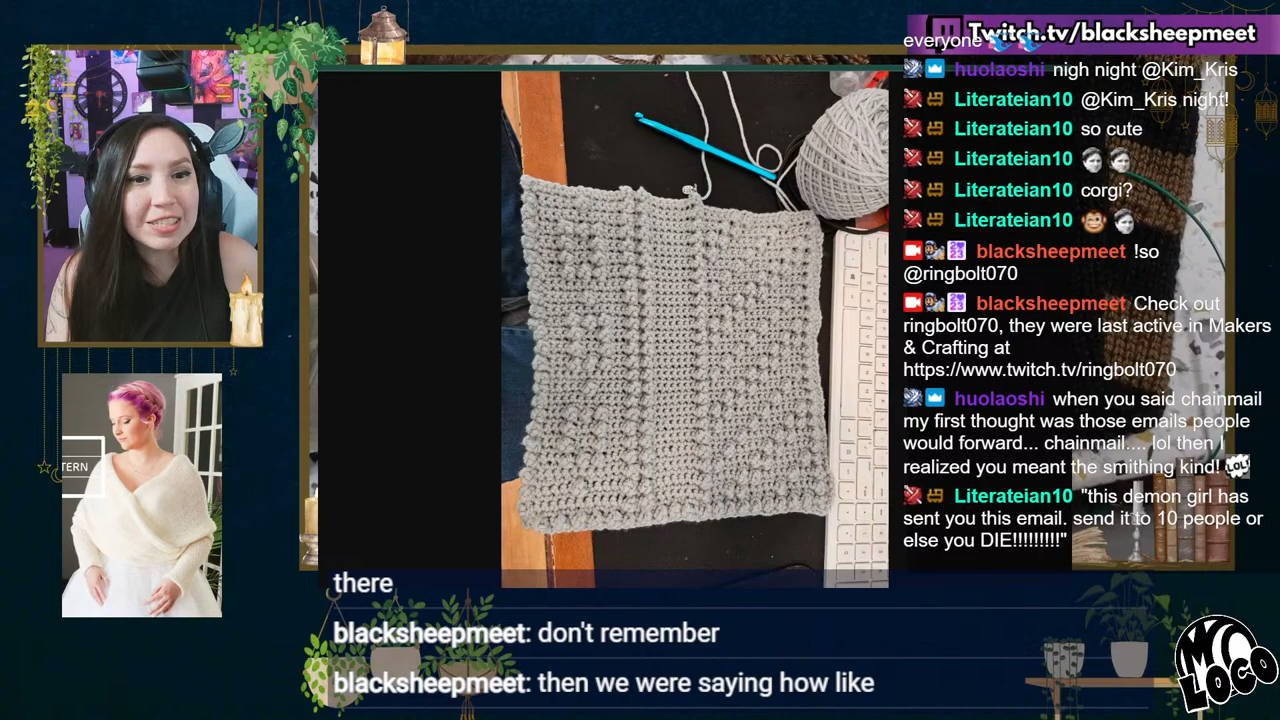 Twitch.tv/blacksheepmeet
everyone
huolaoshi nigh night @Kim_Kris
Literateian10 @Kim_Kris night!
Literateian10 so cute
Literateian10
Literateian10 corgi?
Literateian10
blacksheepmeet !so
@ringbolt070
blacksheepmeet Check out
ringbolt070, they were last active in Makers
& Crafting at
https://www.twitch.tv/ringbolt070
huolaoshi when you said chainmail
my first thought was those emails people
would forward... chainmail.... lol then I
realized you meant the smithing kind! LOL!
Literateian10 "this demon girl has
sent you this email. send it to 10 people or
else you DIE!!!!!!!!!"
TERN
there
blacksheepmeet: don't remember
blacksheepmeet: then we were saying how like
MC
LOCO